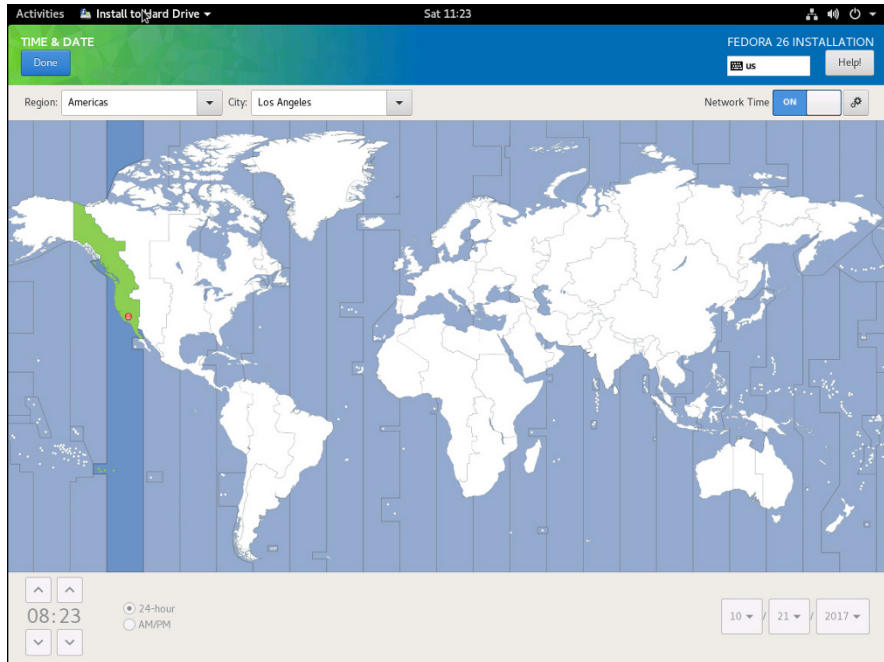 Activities Install to Hard Drive Sat 11:23
TIME & DATE FEDORA 26 INSTALLATION
Done us Help!
Region: Americas City: Los Angeles Network Time ON
08:23
24-hour
AM/PM
10 / 21 / 2017